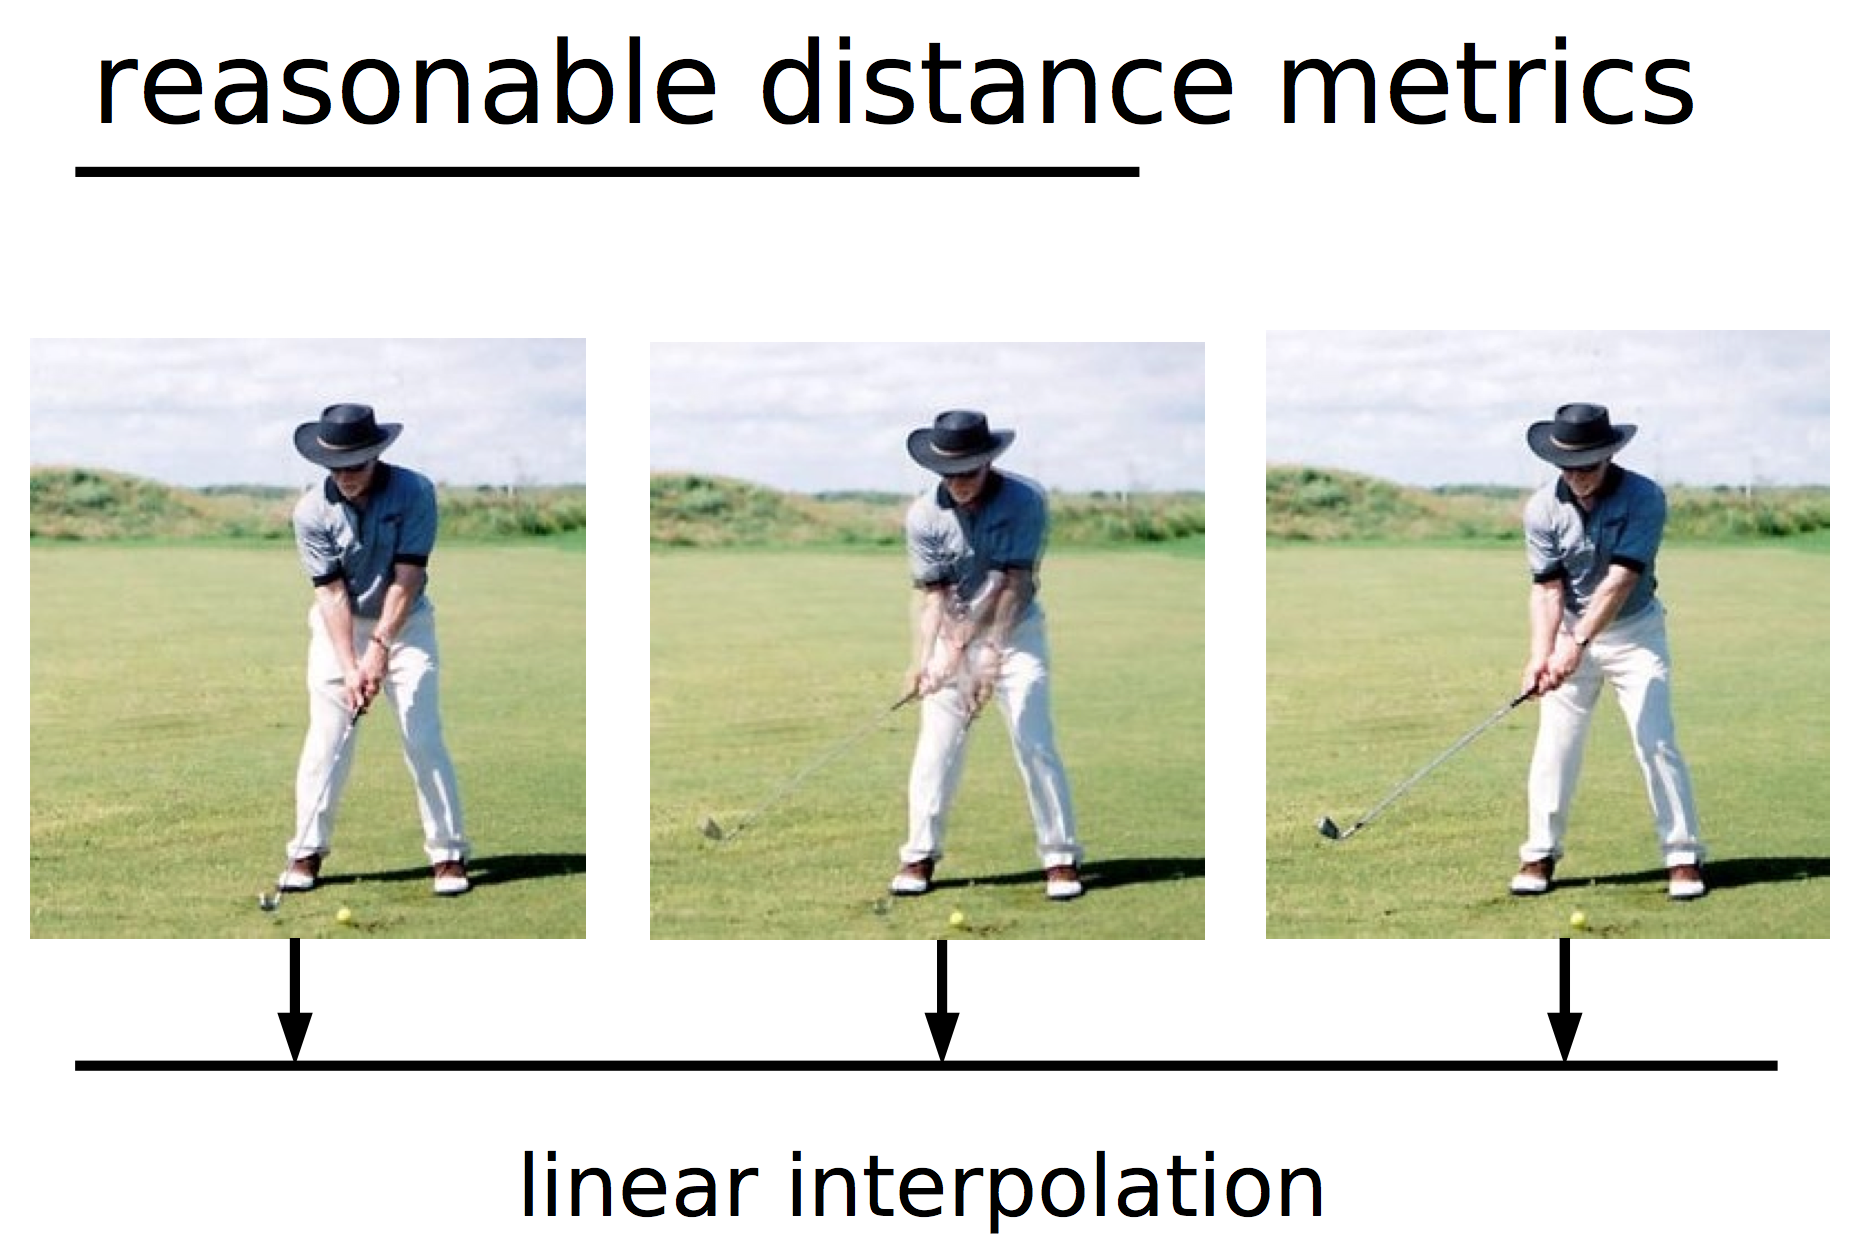 reasonable distance metrics
linear interpolation